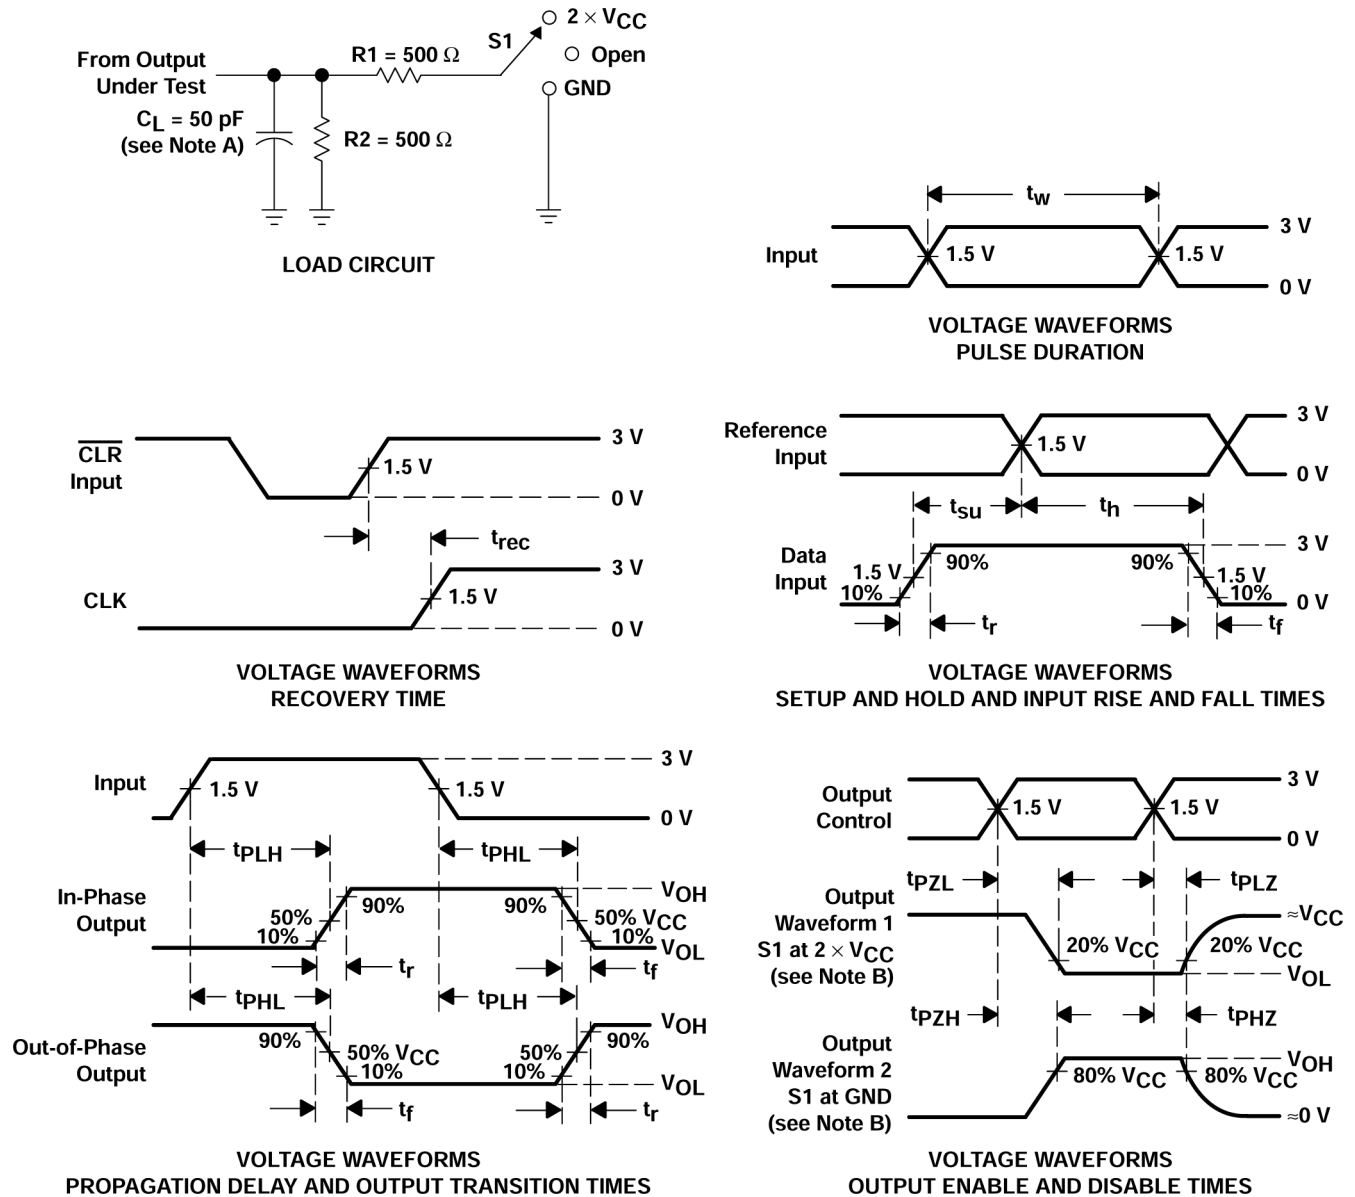 From Output
Under Test
CL = 50 pF
(see Note A)
R1 = 500 Ω
R2 = 500 Ω
S1
2 × VCC
Open
GND
LOAD CIRCUIT
tw
Input
1.5 V
1.5 V
3 V
0 V
VOLTAGE WAVEFORMS
PULSE DURATION
CLR
Input
1.5 V
3 V
0 V
trec
CLK
1.5 V
3 V
0 V
VOLTAGE WAVEFORMS
RECOVERY TIME
Reference
Input
1.5 V
3 V
0 V
tsu
th
Data
Input
1.5 V
10%
90%
90%
1.5 V
10%
3 V
0 V
tr
tf
VOLTAGE WAVEFORMS
SETUP AND HOLD AND INPUT RISE AND FALL TIMES
Input
1.5 V
1.5 V
3 V
0 V
tPLH
tPHL
In-Phase
Output
50%
10%
90%
90%
50% VCC
10%
VOH
VOL
tr
tf
tPHL
tPLH
Out-of-Phase
Output
90%
50% VCC
10%
50%
10%
90%
VOH
VOL
tf
tr
VOLTAGE WAVEFORMS
PROPAGATION DELAY AND OUTPUT TRANSITION TIMES
Output
Control
1.5 V
1.5 V
3 V
0 V
tPZL
tPLZ
Output
Waveform 1
S1 at 2 × VCC
(see Note B)
20% VCC
20% VCC
≈VCC
VOL
tPZH
tPHZ
Output
Waveform 2
S1 at GND
(see Note B)
80% VCC
80% VCC
VOH
≈0 V
VOLTAGE WAVEFORMS
OUTPUT ENABLE AND DISABLE TIMES